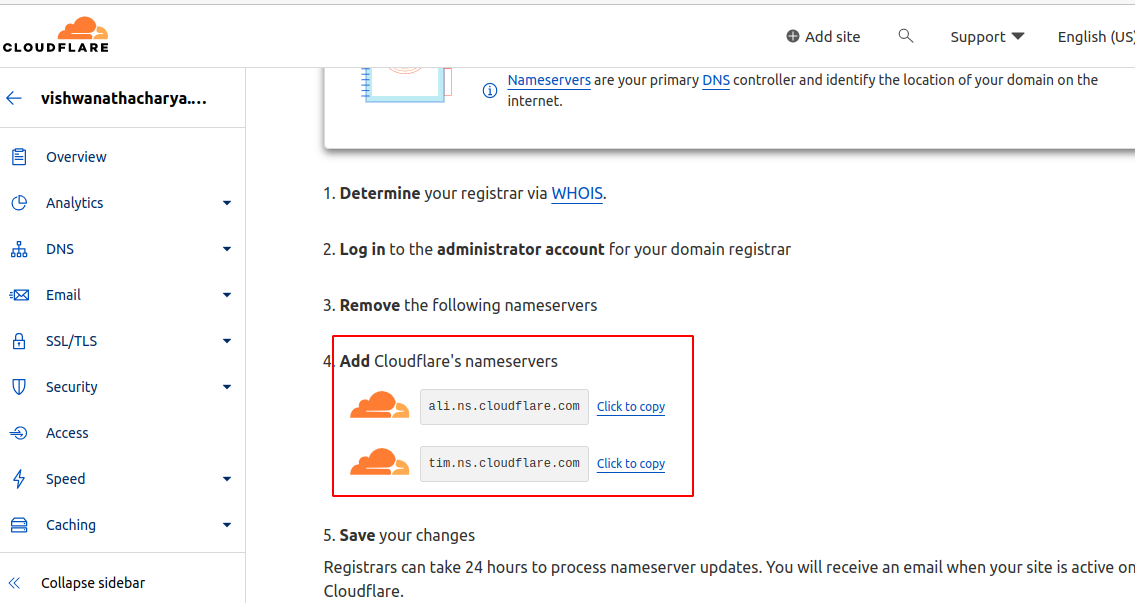 CLOUDFLARE
Add site
Support
English (US)
vishwanathacharya....
Overview
Analytics
DNS
Email
SSL/TLS
Security
Access
Speed
Caching
Collapse sidebar
Nameservers are your primary DNS controller and identify the location of your domain on the
internet.
1. Determine your registrar via WHOIS.
2. Log in to the administrator account for your domain registrar
3. Remove the following nameservers
4. Add Cloudflare's nameservers
ali.ns.cloudflare.com Click to copy
tim.ns.cloudflare.com Click to copy
5. Save your changes
Registrars can take 24 hours to process nameserver updates. You will receive an email when your site is active on
Cloudflare.